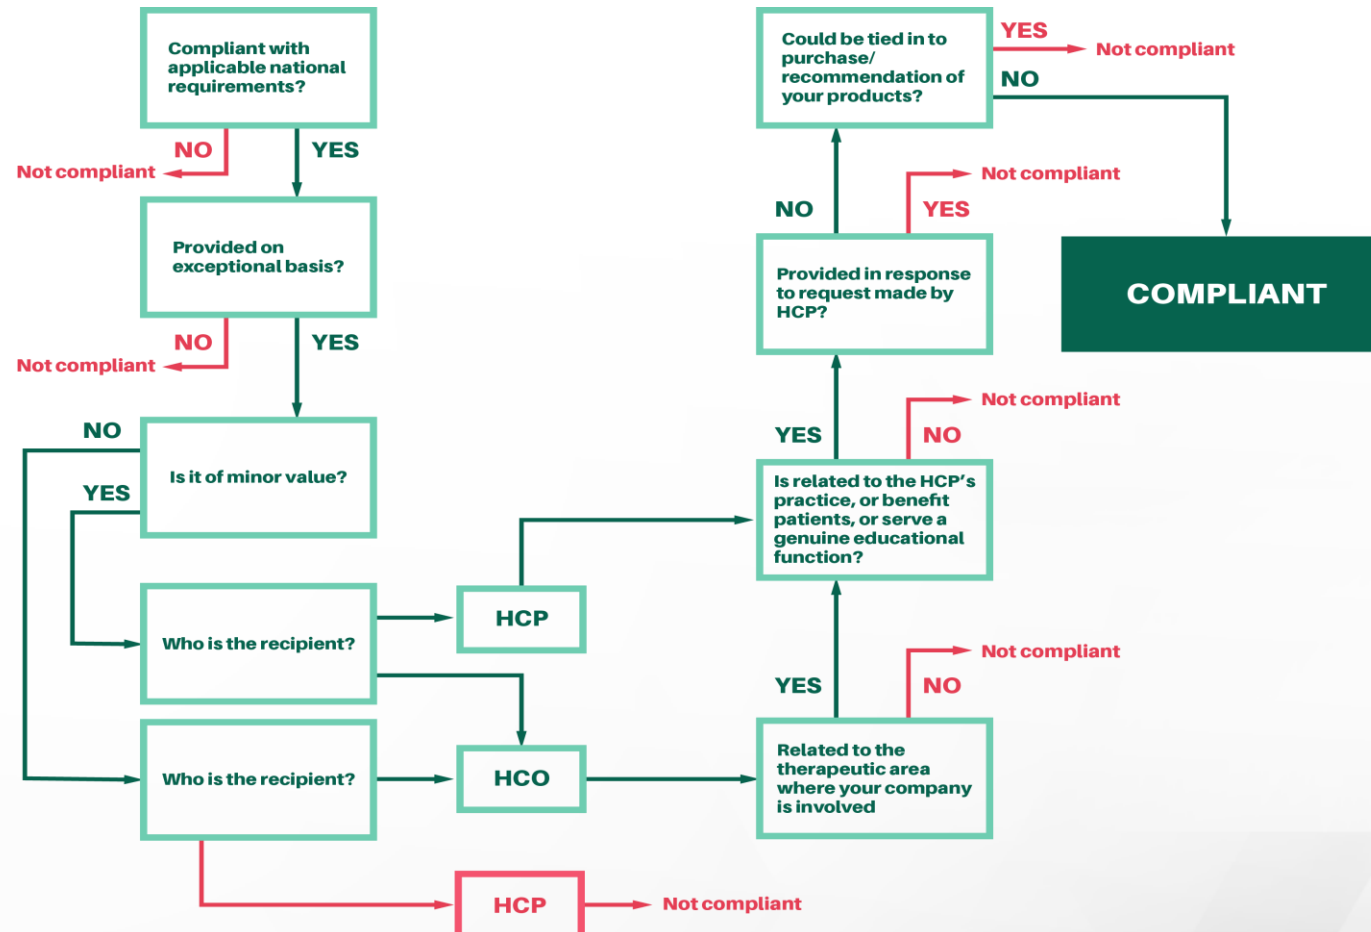 Compliant with
applicable national
requirements?
NO
YES
Not compliant
Provided on
exceptional basis?
NO
YES
Not compliant
NO
Is it of minor value?
YES
Who is the recipient?
HCP
Who is the recipient?
HCO
HCP
Not compliant
Could be tied in to
purchase/
recommendation of
your products?
YES
Not compliant
NO
COMPLIANT
NO
YES
Not compliant
Provided in response
to request made by
HCP?
YES
NO
Not compliant
Is related to the HCP's
practice, or benefit
patients, or serve a
genuine educational
function?
YES
NO
Not compliant
Related to the
therapeutic area
where your company
is involved